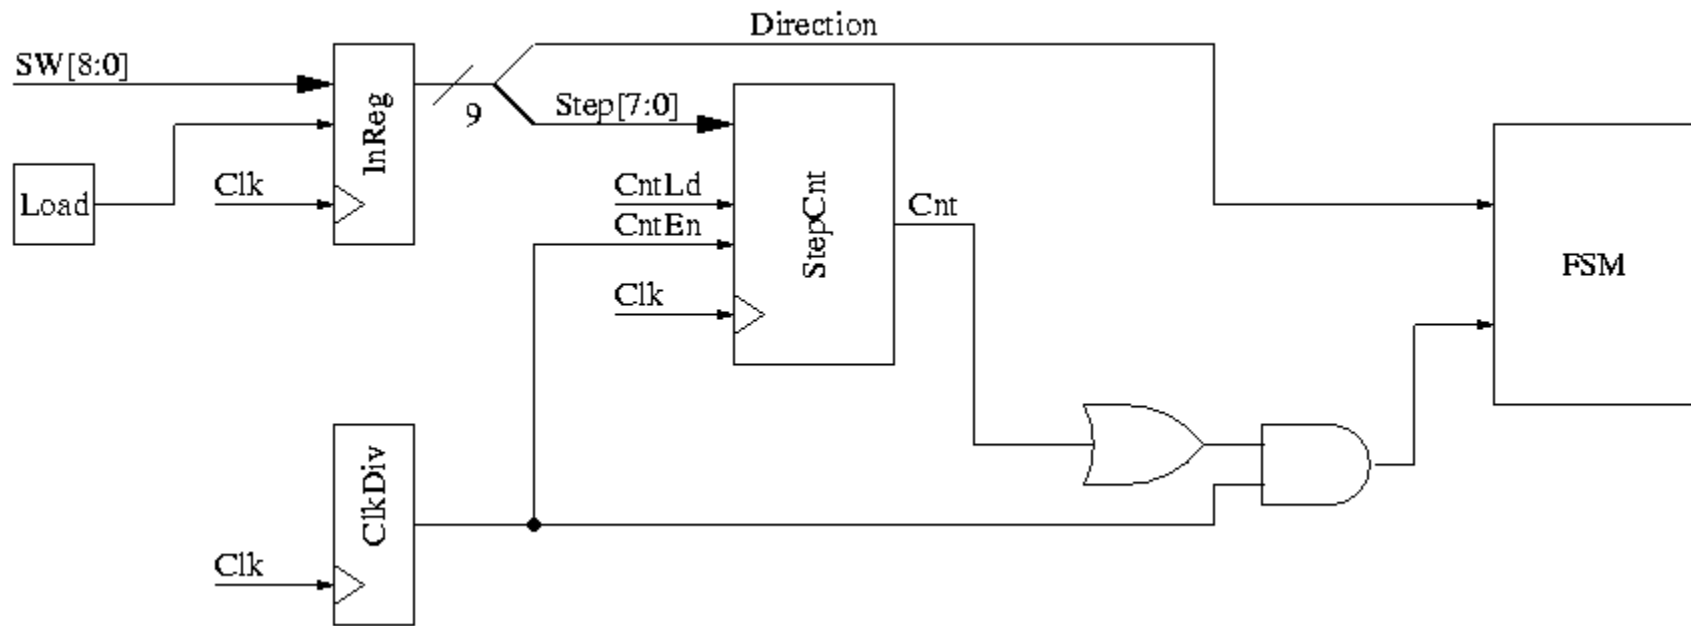 Direction
SW[8:0]
InReg
9
Step[7:0]
Load
Clk
CntLd
CntEn
StepCnt
Cnt
Clk
FSM
ClkDiv
Clk